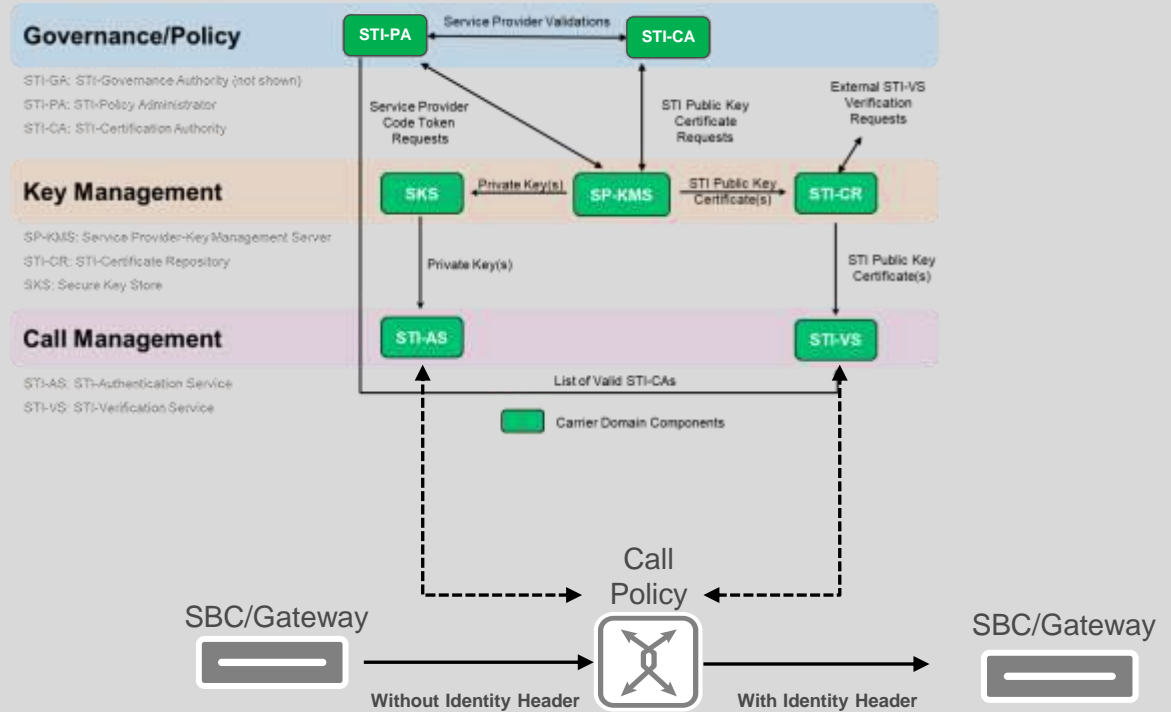 Governance/Policy
STI-PA
Service Provider Validations
STI-CA
STI-GA: STI-Governance Authority (not shown)
STI-PA: STI-Policy Administrator
STI-CA: STI-Certification Authority
Service Provider
Code Token
Requests
STI Public Key
Certificate
Requests
External STI-VS
Verification
Requests
Key Management
SKS
Private Key(s)
SP-KMS
STI Public Key
Certificate(s)
STI-CR
SP-KMS: Service Provider-Key Management Server
STI-CR: STI-Certificate Repository
SKS: Secure Key Store
Private Key(s)
STI Public Key
Certificate(s)
Call Management
STI-AS
STI-VS
STI-AS: STI-Authentication Service
STI-VS: STI-Verification Service
List of Valid STI-CAs
Carrier Domain Components
Call
Policy
SBC/Gateway
SBC/Gateway
Without Identity Header
With Identity Header